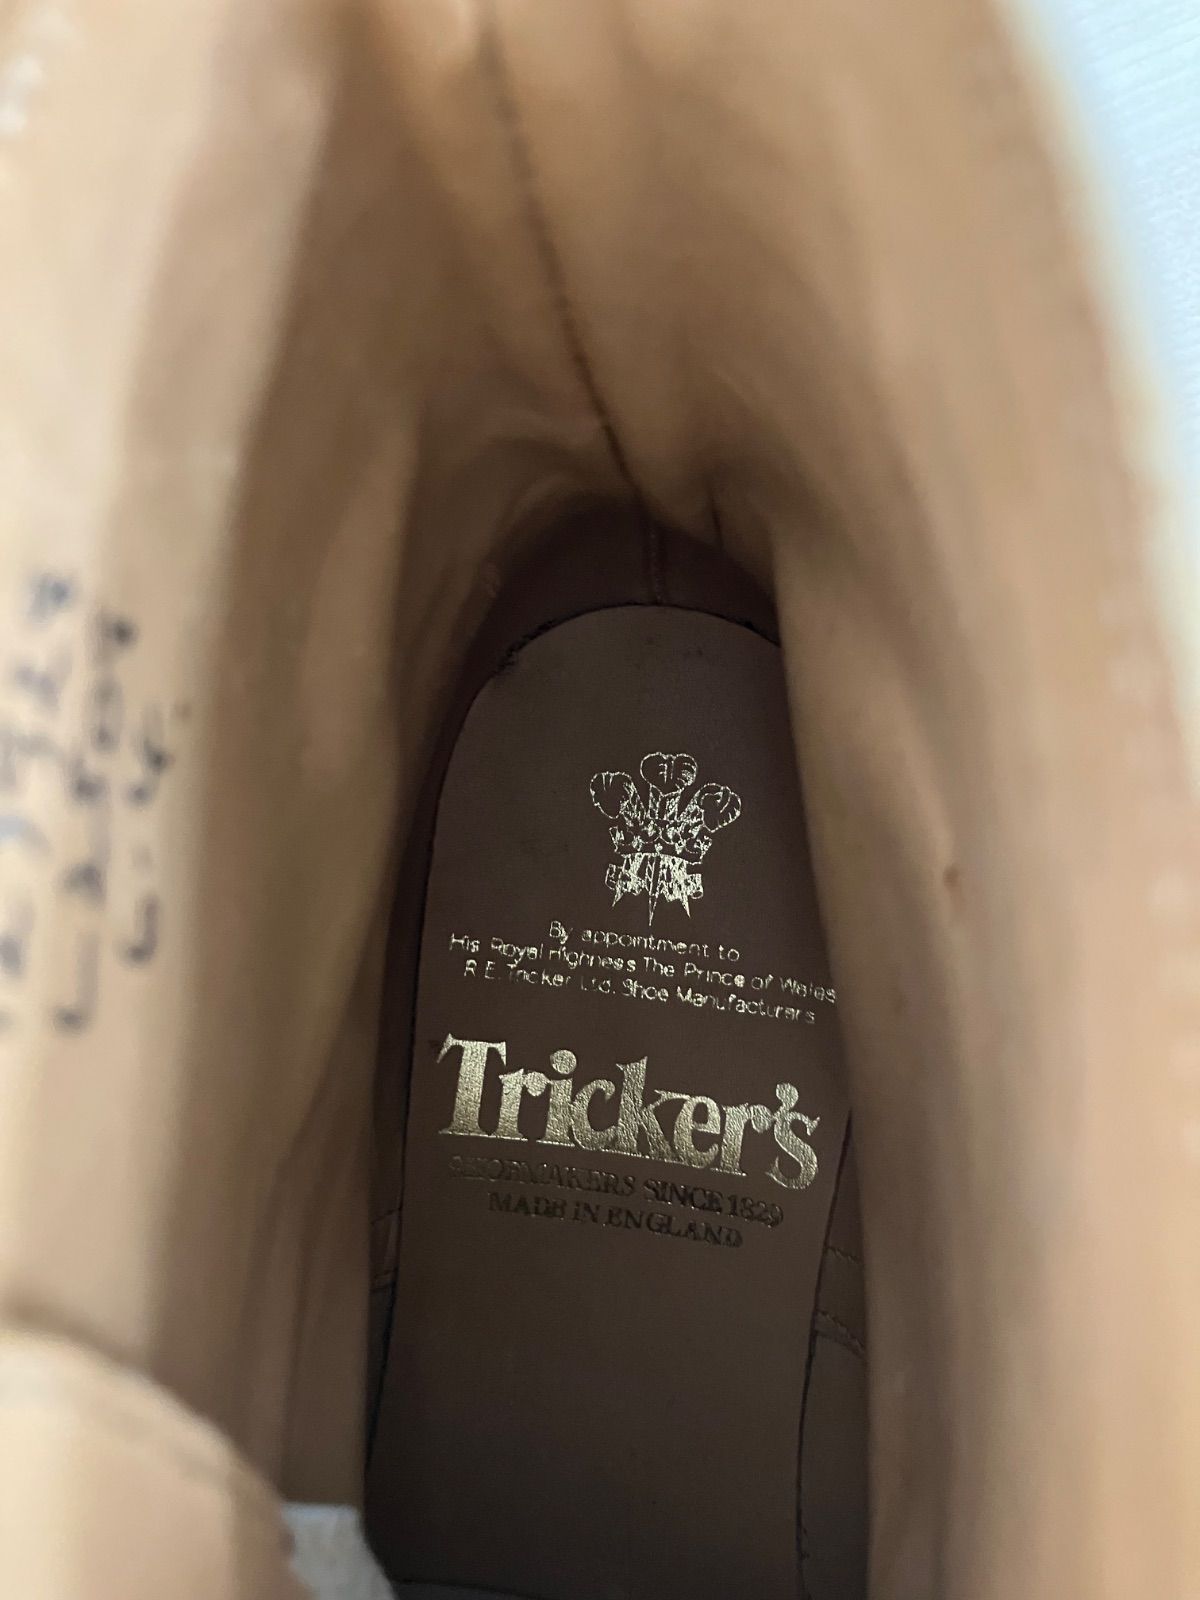 By appointment to
His Royal Highness The Prince of Wales
R.E. Tricker Ltd. Shoe Manufacturers
Tricker's
SHOEMAKERS SINCE 1829
MADE IN ENGLAND